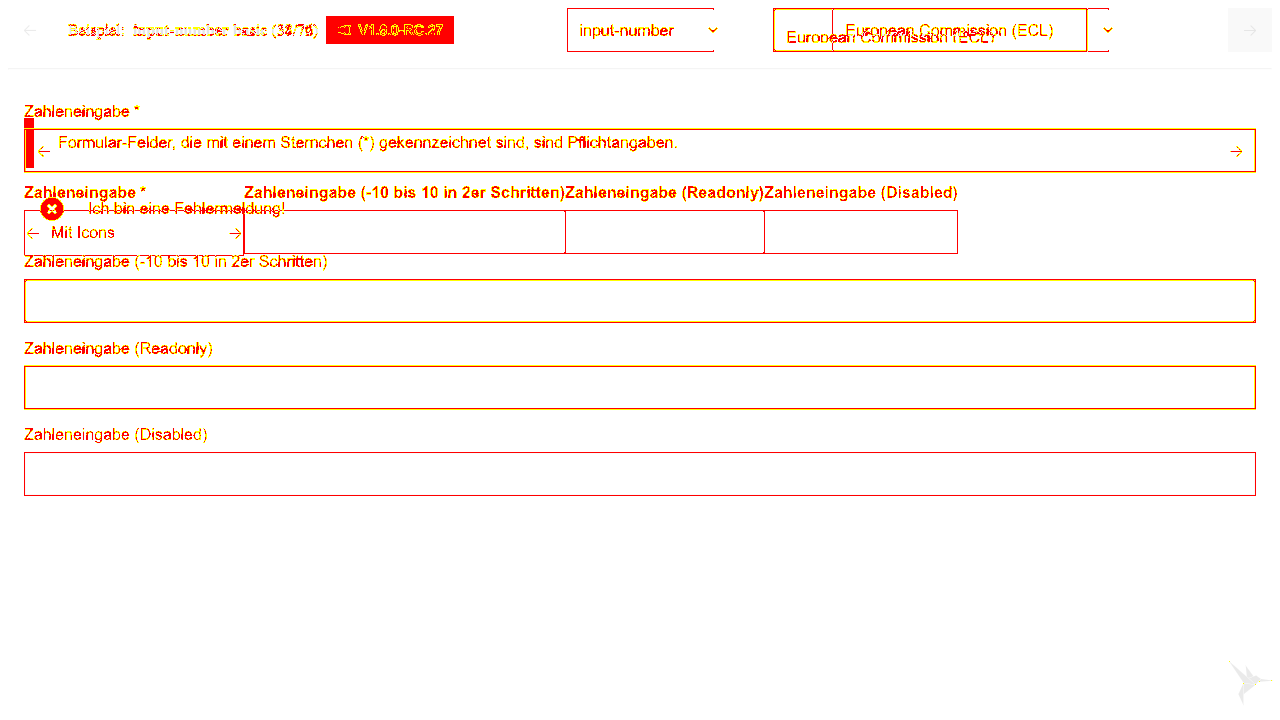 Beispiel: input-number basic
V1.6.0-RC.27
input-number
European Commission (ECL)
European Commission (ECL)
Zahleneingabe *
Formular-Felder, die mit einem Sternchen (*) gekennzeichnet sind, sind Pflichtangaben.
Zahleneingabe * Zahleneingabe (-10 bis 10 in 2er Schritten) Zahleneingabe (Readonly) Zahleneingabe (Disabled)
Ich bin eine Fehlermeldung!
Mit Icons
Zahleneingabe (-10 bis 10 in 2er Schritten)
Zahleneingabe (Readonly)
Zahleneingabe (Disabled)